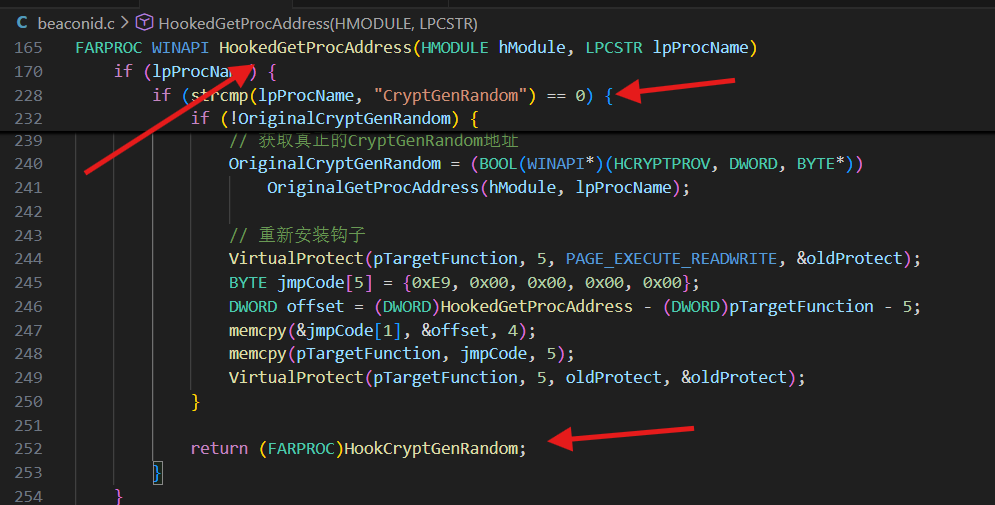 beaconid.c > HookedGetProcAddress(HMODULE, LPCSTR)
165 FARPROC WINAPI HookedGetProcAddress(HMODULE hModule, LPCSTR lpProcName)
170 if (lpProcName) {
228 if (strcmp(lpProcName, "CryptGenRandom") == 0) {
232 if (!OriginalCryptGenRandom) {
239 // 获取真正的CryptGenRandom地址
240 OriginalCryptGenRandom = (BOOL(WINAPI*)(HCRYPTPROV, DWORD, BYTE*))
241 OriginalGetProcAddress(hModule, lpProcName);
242
243 // 重新安装钩子
244 VirtualProtect(pTargetFunction, 5, PAGE_EXECUTE_READWRITE, &oldProtect);
245 BYTE jmpCode[5] = {0xE9, 0x00, 0x00, 0x00, 0x00};
246 DWORD offset = (DWORD)HookedGetProcAddress - (DWORD)pTargetFunction - 5;
247 memcpy(&jmpCode[1], &offset, 4);
248 memcpy(pTargetFunction, jmpCode, 5);
249 VirtualProtect(pTargetFunction, 5, oldProtect, &oldProtect);
250 }
251
252 return (FARPROC)HookCryptGenRandom;
253 }
254 }